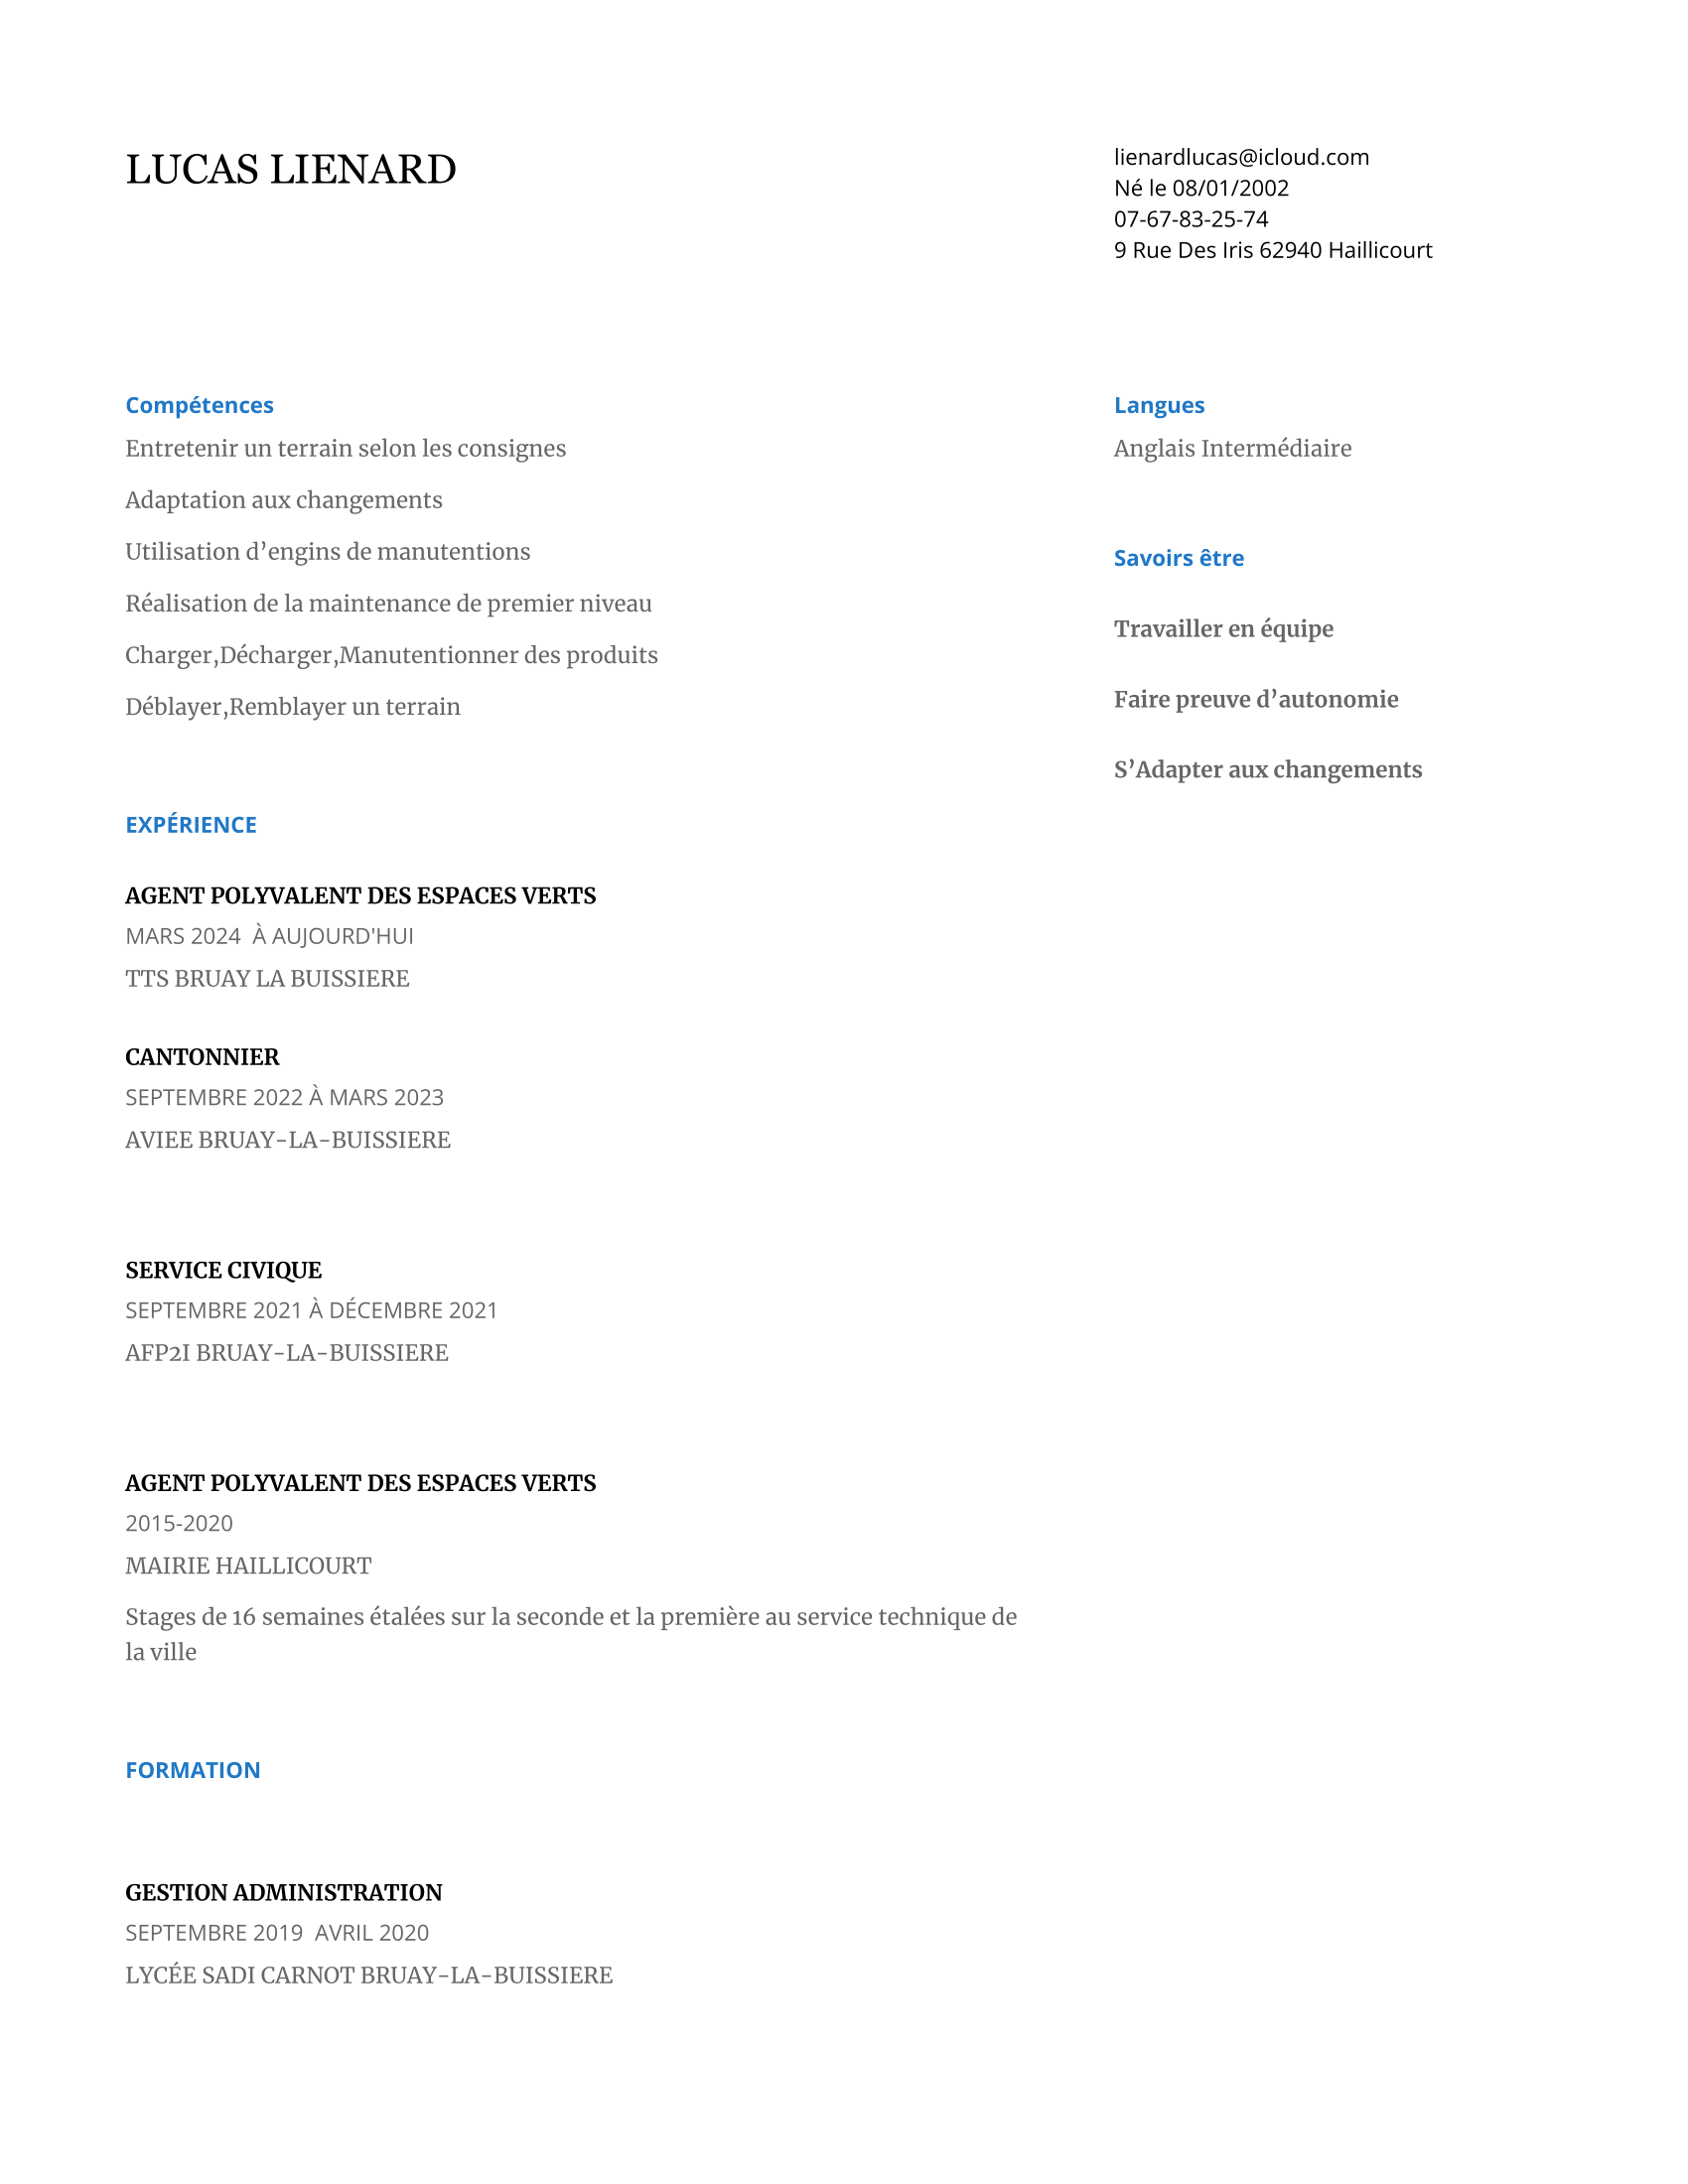 LUCAS LIENARD
lienardlucas@icloud.com
Né le 08/01/2002
07-67-83-25-74
9 Rue Des Iris 62940 Haillicourt
Compétences
Entretenir un terrain selon les consignes
Adaptation aux changements
Utilisation d’engins de manutentions
Réalisation de la maintenance de premier niveau
Charger,Décharger,Manutentionner des produits
Déblayer,Remblayer un terrain
Langues
Anglais Intermédiaire
Savoirs être
Travailler en équipe
Faire preuve d’autonomie
S’Adapter aux changements
EXPÉRIENCE
AGENT POLYVALENT DES ESPACES VERTS
MARS 2024  À AUJOURD'HUI
TTS BRUAY LA BUISSIERE
CANTONNIER
SEPTEMBRE 2022 À MARS 2023
AVIEE BRUAY-LA-BUISSIERE
SERVICE CIVIQUE
SEPTEMBRE 2021 À DÉCEMBRE 2021
AFP2I BRUAY-LA-BUISSIERE
AGENT POLYVALENT DES ESPACES VERTS
2015-2020
MAIRIE HAILLICOURT
Stages de 16 semaines étalées sur la seconde et la première au service technique de
la ville
FORMATION
GESTION ADMINISTRATION
SEPTEMBRE 2019  AVRIL 2020
LYCÉE SADI CARNOT BRUAY-LA-BUISSIERE